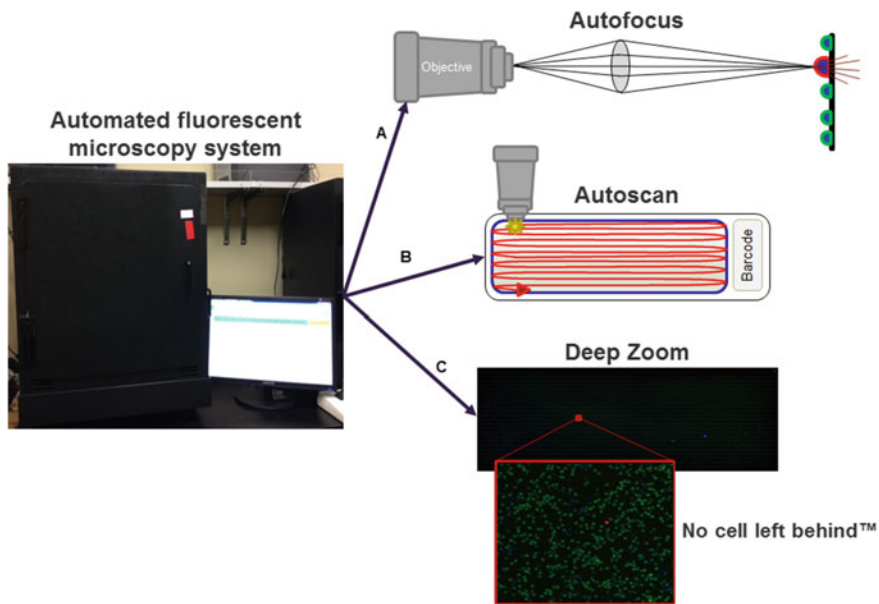 Autofocus
Objective
Automated fluorescent
microscopy system
A
Autoscan
B
Barcode
C
Deep Zoom
No cell left behind™